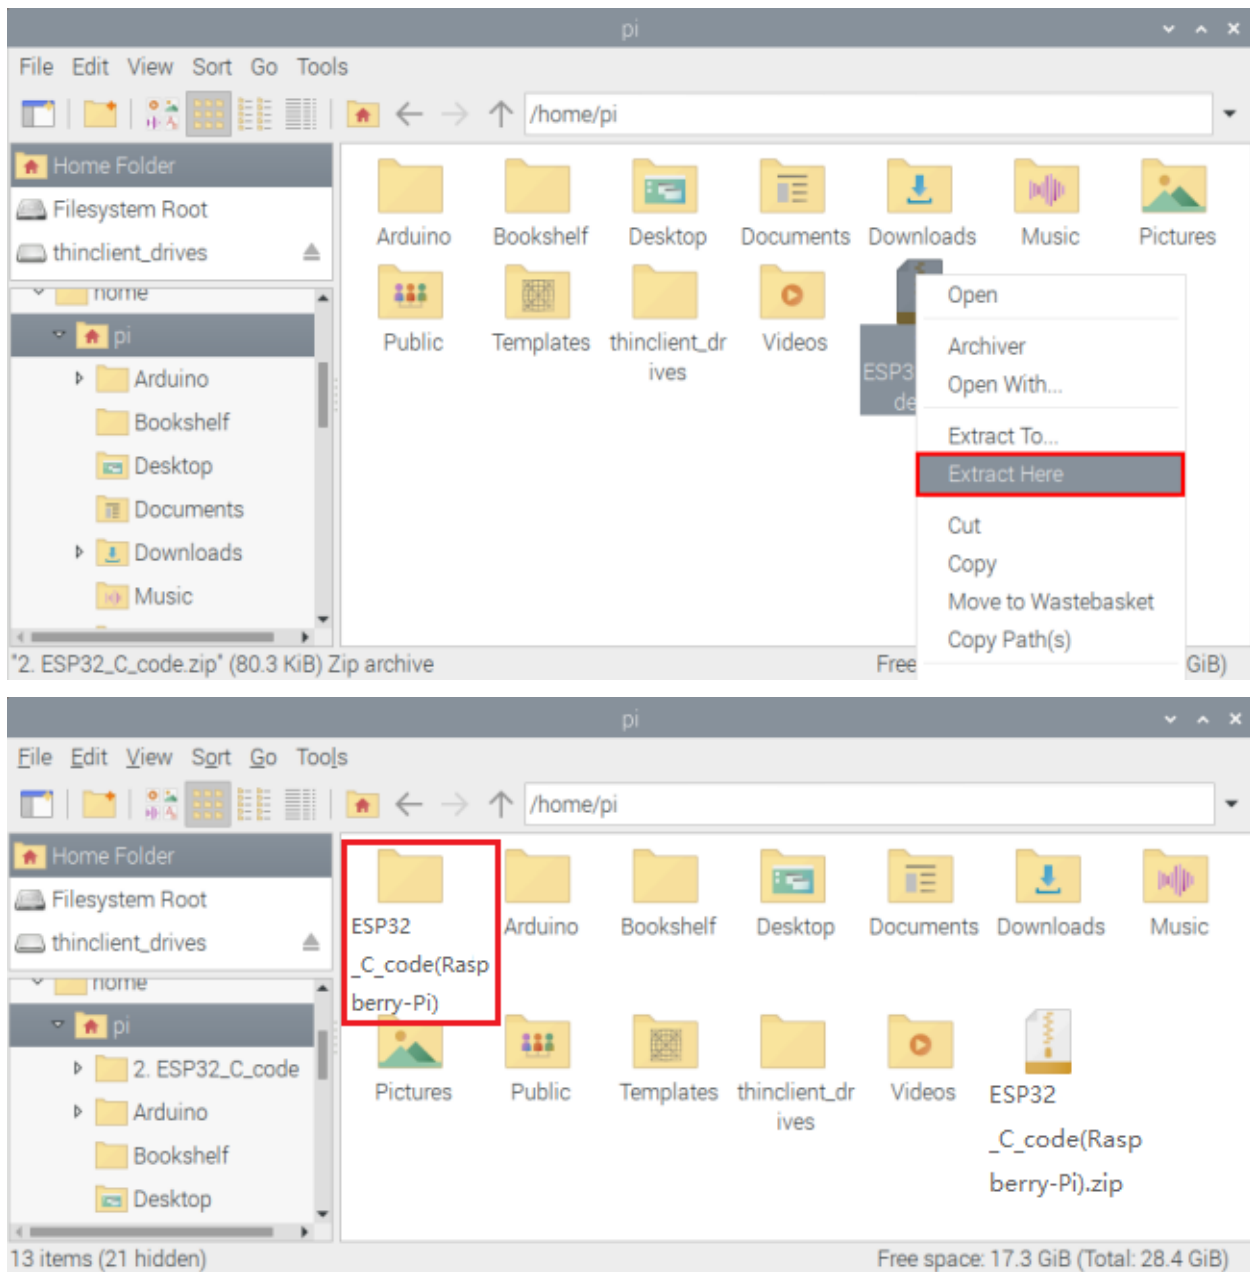 pi
File Edit View Sort Go Tools
/home/pi
Home Folder
Filesystem Root
thinclient_drives
home
pi
Arduino
Bookshelf
Desktop
Documents
Downloads
Music
Arduino Bookshelf Desktop Documents Downloads Music Pictures
Public Templates thinclient_dr Videos
ives
ESP3
de
Open
Archiver
Open With...
Extract To...
Extract Here
Cut
Copy
Move to Wastebasket
Copy Path(s)
"2. ESP32_C_code.zip" (80.3 KiB) Zip archive
Free
GiB)
pi
File Edit View Sort Go Tools
/home/pi
Home Folder
Filesystem Root
thinclient_drives
home
pi
2. ESP32_C_code
Arduino
Bookshelf
Desktop
ESP32
_C_code(Rasp
berry-Pi)
Arduino Bookshelf Desktop Documents Downloads Music
Pictures Public Templates thinclient_dr Videos
ives
ESP32
_C_code(Rasp
berry-Pi).zip
13 items (21 hidden)
Free space: 17.3 GiB (Total: 28.4 GiB)